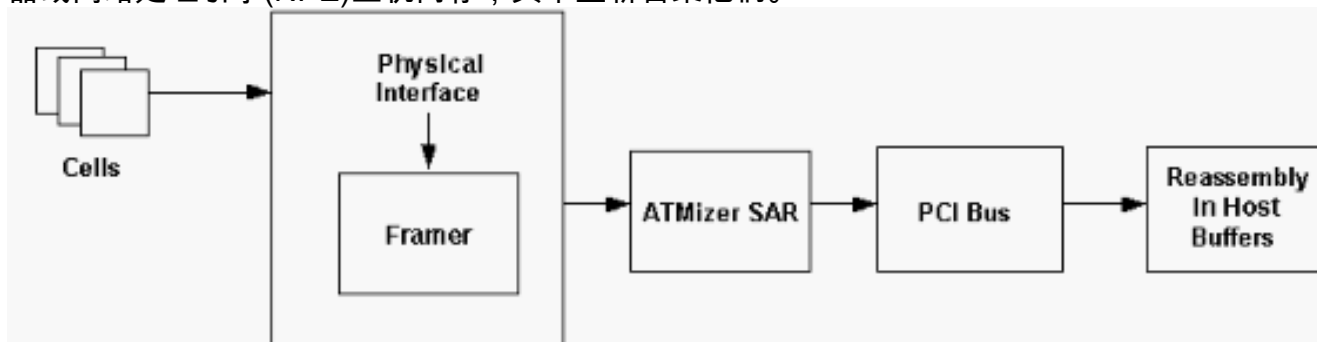 Physical
Interface
Cells
Framer
ATMizer SAR
PCI Bus
Reassembly
In Host
Buffers